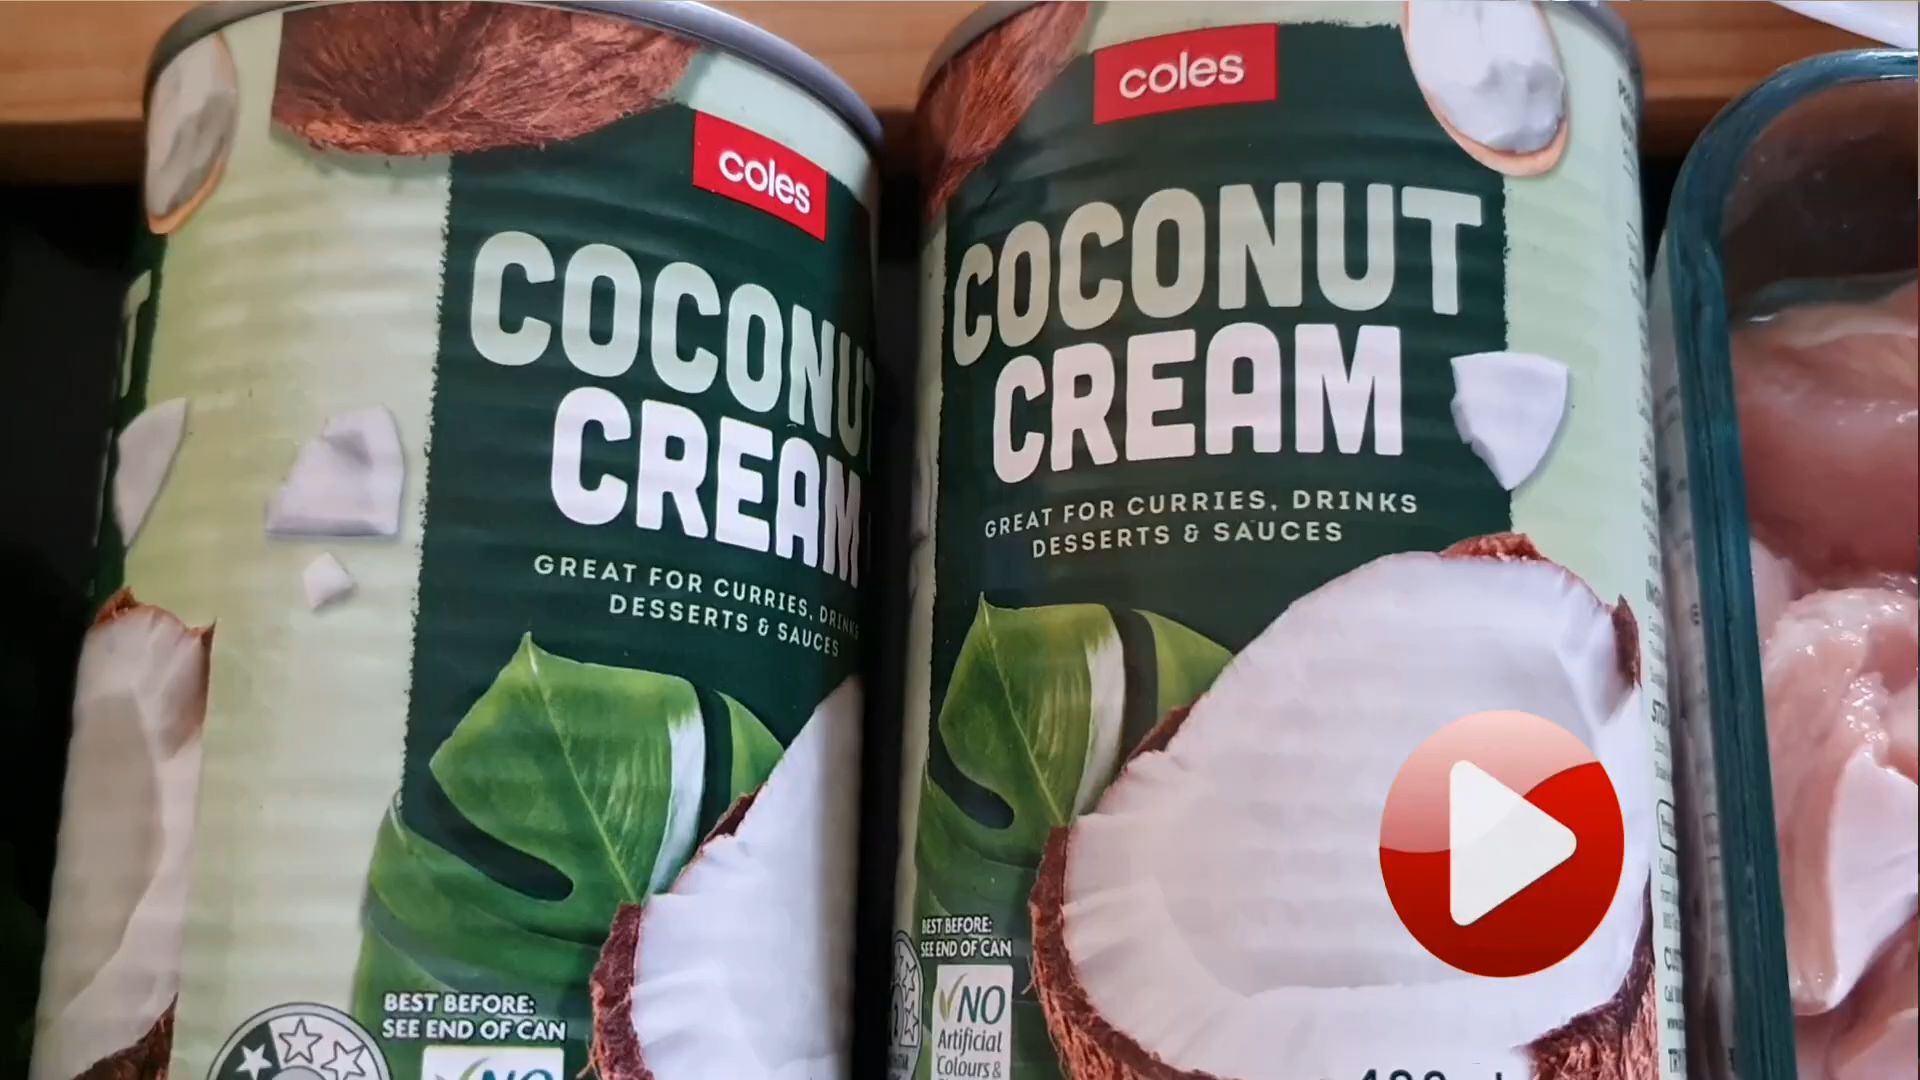 coles
COCONUT
CREAM
GREAT FOR CURRIES, DRINKS
DESSERTS & SAUCES
BEST BEFORE:
SEE END OF CAN
NO
coles
COCONUT
CREAM
GREAT FOR CURRIES, DRINKS
DESSERTS & SAUCES
BEST BEFORE:
SEE END OF CAN
NO
Artificial
Colours &